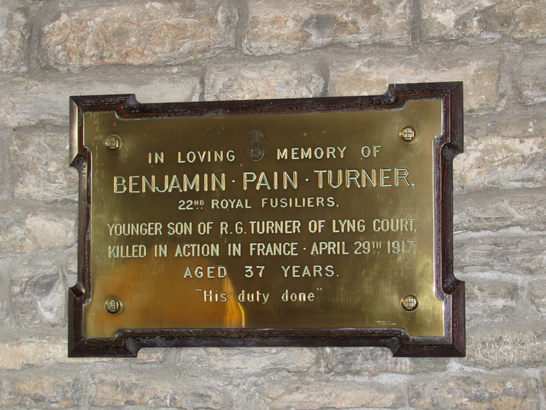 IN LOVING MEMORY OF
BENJAMIN · PAIN · TURNER,
22ND ROYAL FUSILIERS,
YOUNGER SON OF R.G. TURNER OF LYNG COURT,
KILLED IN ACTION IN FRANCE · APRIL 29TH 1917,
AGED 37 YEARS.
"His duty done"